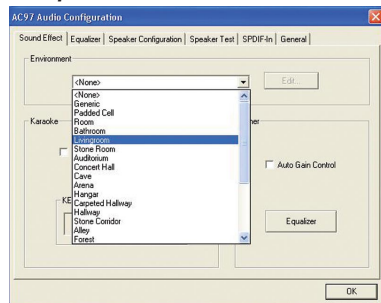 AC97 Audio Configuration
Sound Effect Equalizer Speaker Configuration Speaker Test SPDIF-In General
Environment
<None>
Edit...
<None>
Generic
Padded Cell
Room
Bathroom
Livingroom
Stone Room
Auditorium
Concert Hall
Cave
Arena
Hangar
Carpeted Hallway
Hallway
Stone Corridor
Alley
Forest
Karaoke
KE
her
Auto Gain Control
Equalizer
OK